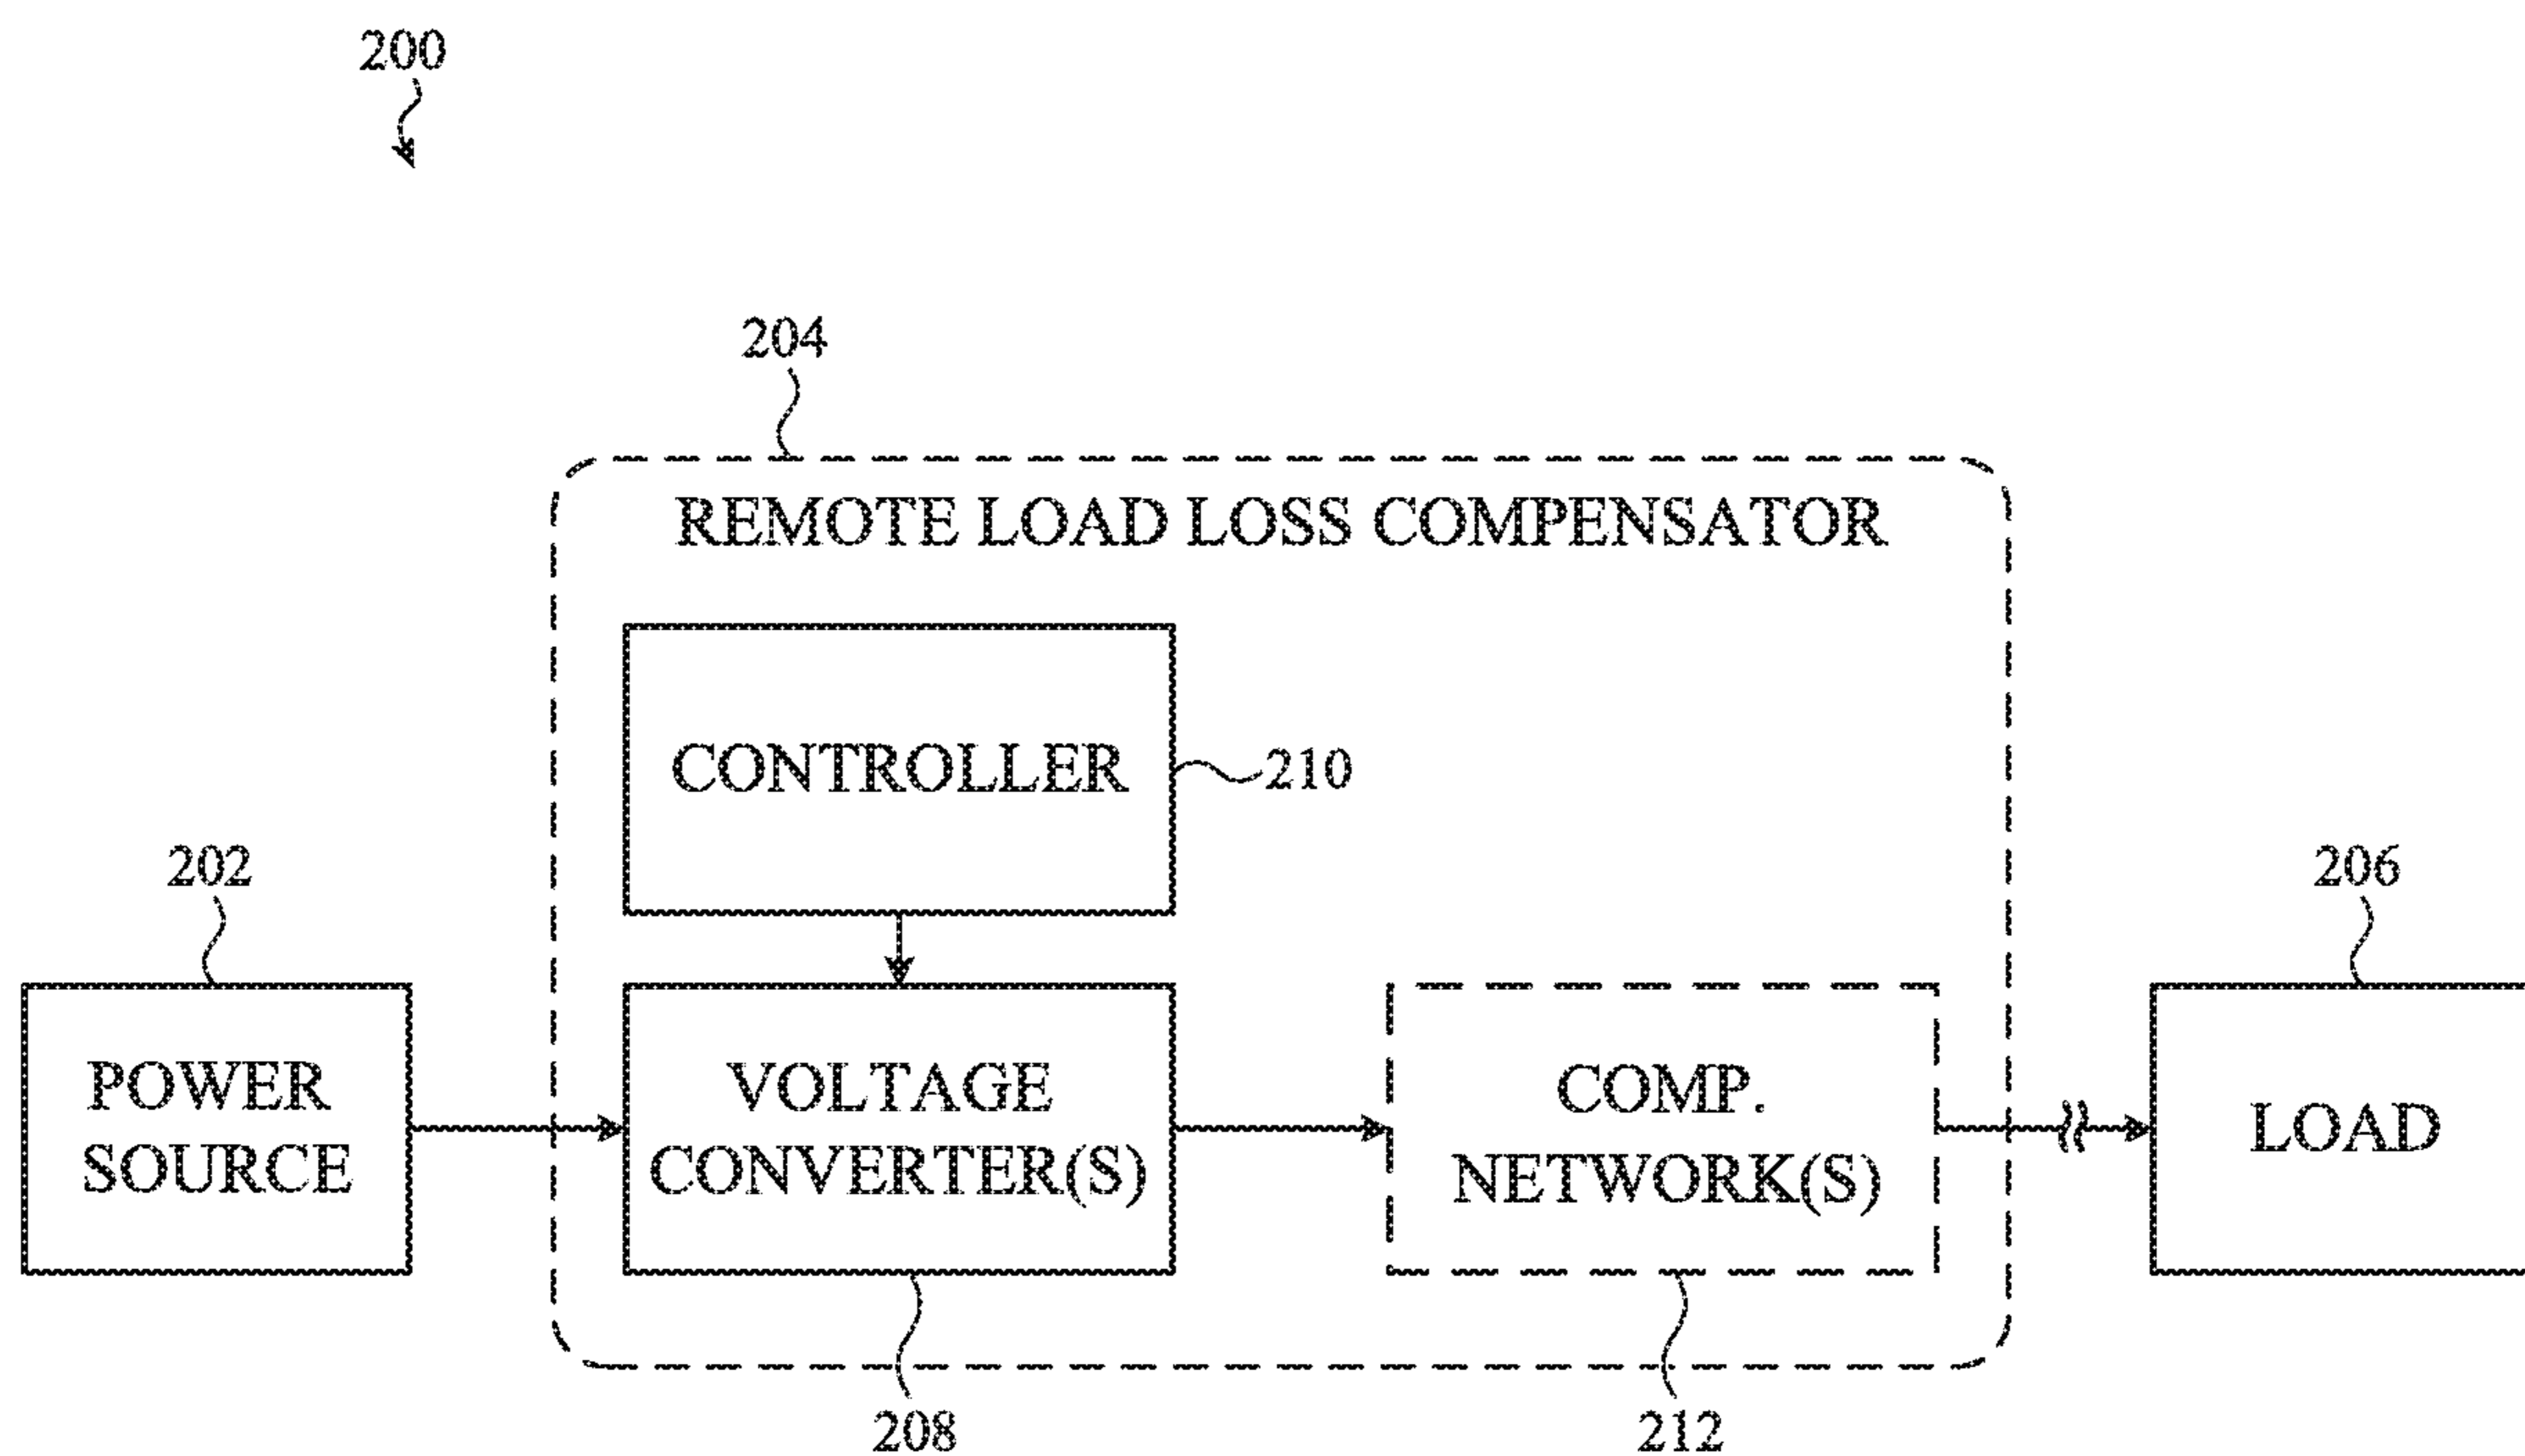 200
204
REMOTE LOAD LOSS COMPENSATOR
CONTROLLER
210
202
206
POWER
SOURCE
VOLTAGE
CONVERTER(S)
COMP.
NETWORK(S)
LOAD
208
212